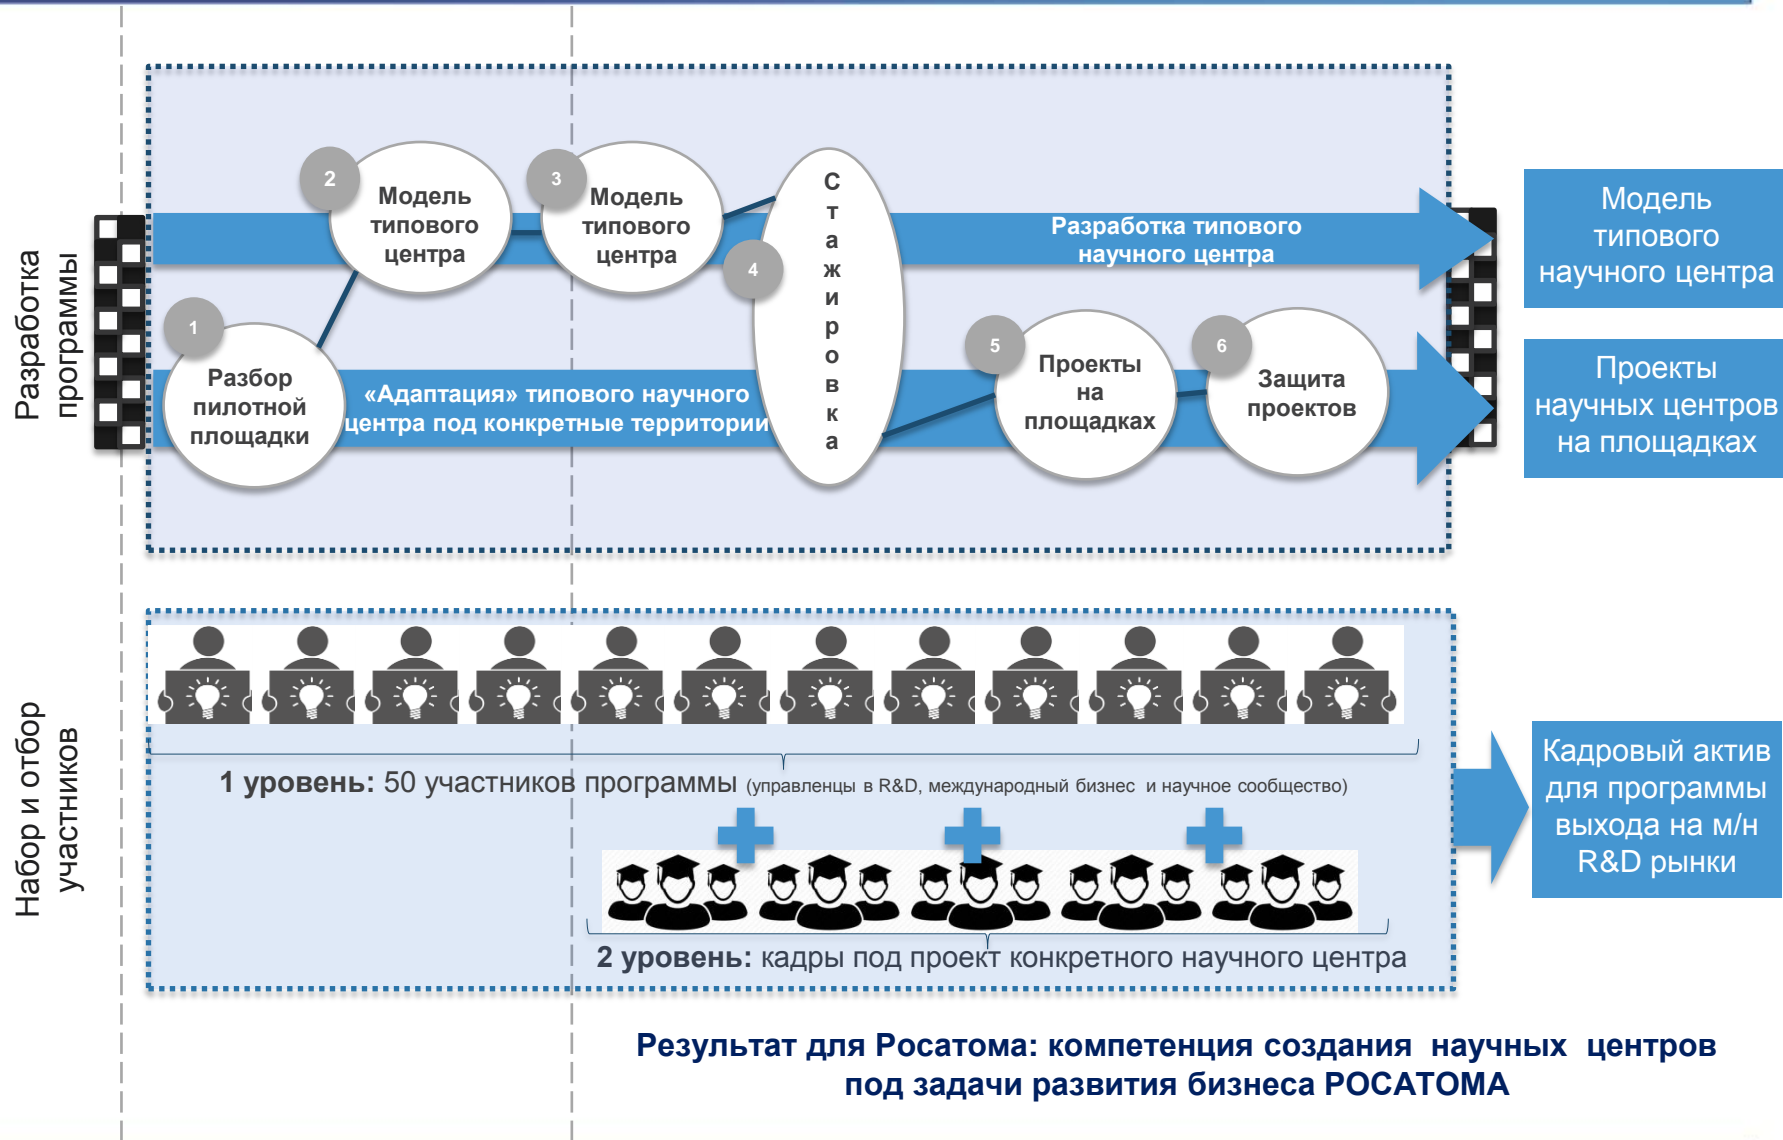 Разработка
программы
2
Модель
типового
центра
3
Модель
типового
центра
4
Стажировка
Разработка типового
научного центра
Модель
типового
научного центра
1
Разбор
пилотной
площадки
«Адаптация» типового научного
центра под конкретные территории
5
Проекты
на
площадках
6
Защита
проектов
Проекты
научных центров
на площадках
Набор и отбор
участников
1 уровень: 50 участников программы (управленцы в R&D, международный бизнес и научное сообщество)
2 уровень: кадры под проект конкретного научного центра
Кадровый актив
для программы
выхода на м/н
R&D рынки
Результат для Росатома: компетенция создания научных центров
под задачи развития бизнеса РОСАТОМА